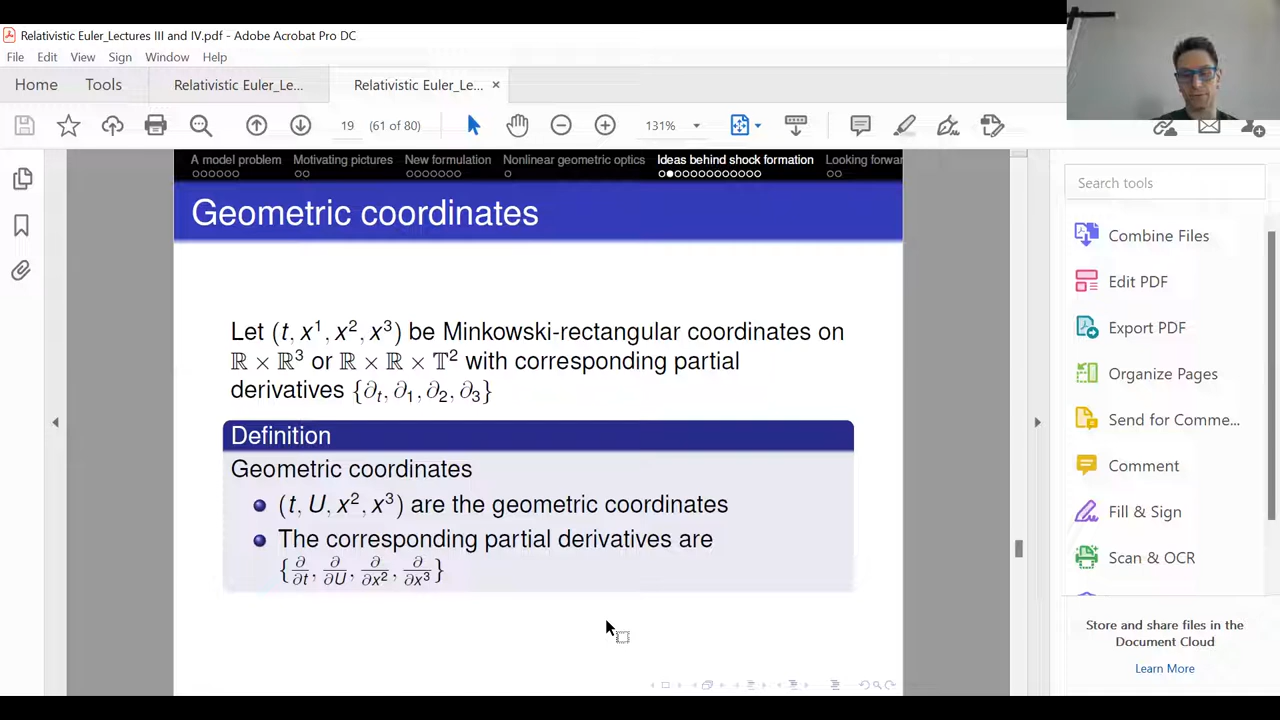 Relativistic Euler_Lectures III and IV.pdf - Adobe Acrobat Pro DC
File Edit View Sign Window Help
Home Tools Relativistic Euler_Le... Relativistic Euler_Le... ×
19 (61 of 80) 131%
A model problem Motivating pictures New formulation Nonlinear geometric optics Ideas behind shock formation Looking forwa
Geometric coordinates
Let (t, x¹, x², x³) be Minkowski-rectangular coordinates on
ℝ × ℝ³ or ℝ × ℝ × 𝕋² with corresponding partial
derivatives {∂ₜ, ∂₁, ∂₂, ∂₃}
Definition
Geometric coordinates
(t, U, x², x³) are the geometric coordinates
The corresponding partial derivatives are
{∂/∂t, ∂/∂U, ∂/∂x², ∂/∂x³}
Search tools
Combine Files
Edit PDF
Export PDF
Organize Pages
Send for Comme...
Comment
Fill & Sign
Scan & OCR
Store and share files in the
Document Cloud
Learn More